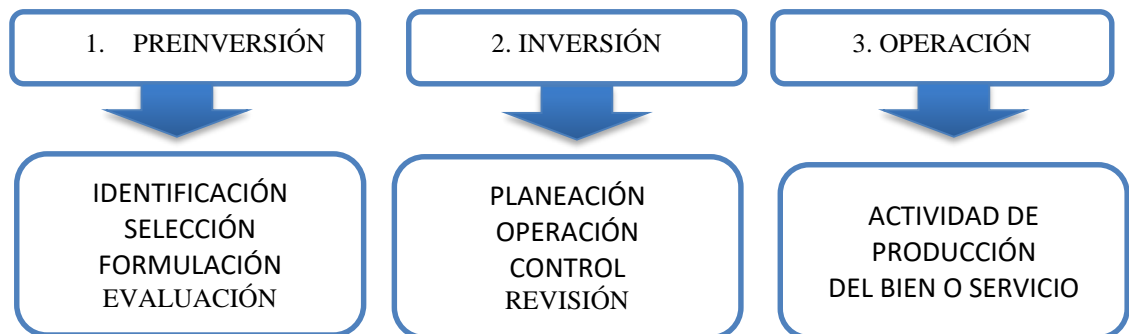 1. PREINVERSIÓN
2. INVERSIÓN
3. OPERACIÓN
IDENTIFICACIÓN
SELECCIÓN
FORMULACIÓN
EVALUACIÓN
PLANEACIÓN
OPERACIÓN
CONTROL
REVISIÓN
ACTIVIDAD DE
PRODUCCIÓN
DEL BIEN O SERVICIO